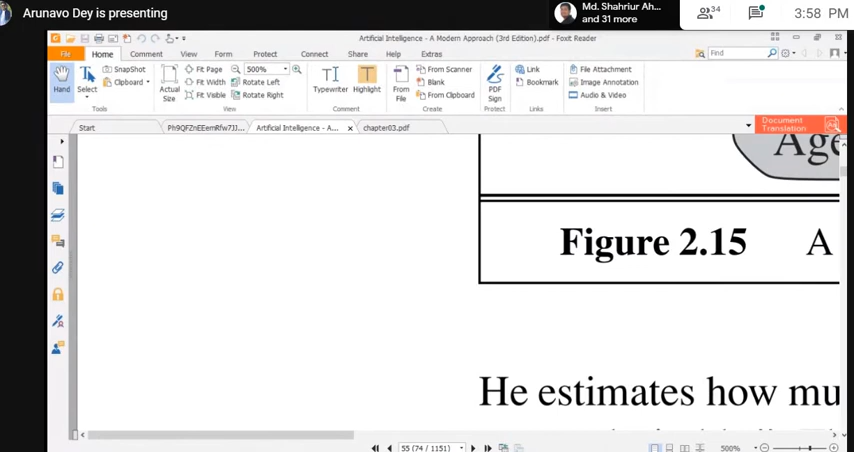 Arunavo Dey is presenting
Md. Shahriur Ah...
and 31 more
34
3:58 PM
Artificial Intelligence - A Modern Approach (3rd Edition).pdf - Foxit Reader
File Home Comment View Form Protect Connect Share Help Extras
Find
Hand
Select
SnapShot
Clipboard
Tools
Actual
Size
Fit Page
Fit Width
Fit Visible
500%
Rotate Left
Rotate Right
View
Typewriter
Highlight
Comment
From
File
From Scanner
Blank
From Clipboard
Create
PDF
Sign
Protect
Link
Bookmark
Links
File Attachment
Image Annotation
Audio & Video
Insert
Start
Ph9QFZnEEemRfw7JJ...
Artificial Intelligence - A...
chapter03.pdf
Document
Translation
Age
Figure 2.15 A
He estimates how mu
55 (74 / 1151)
500%